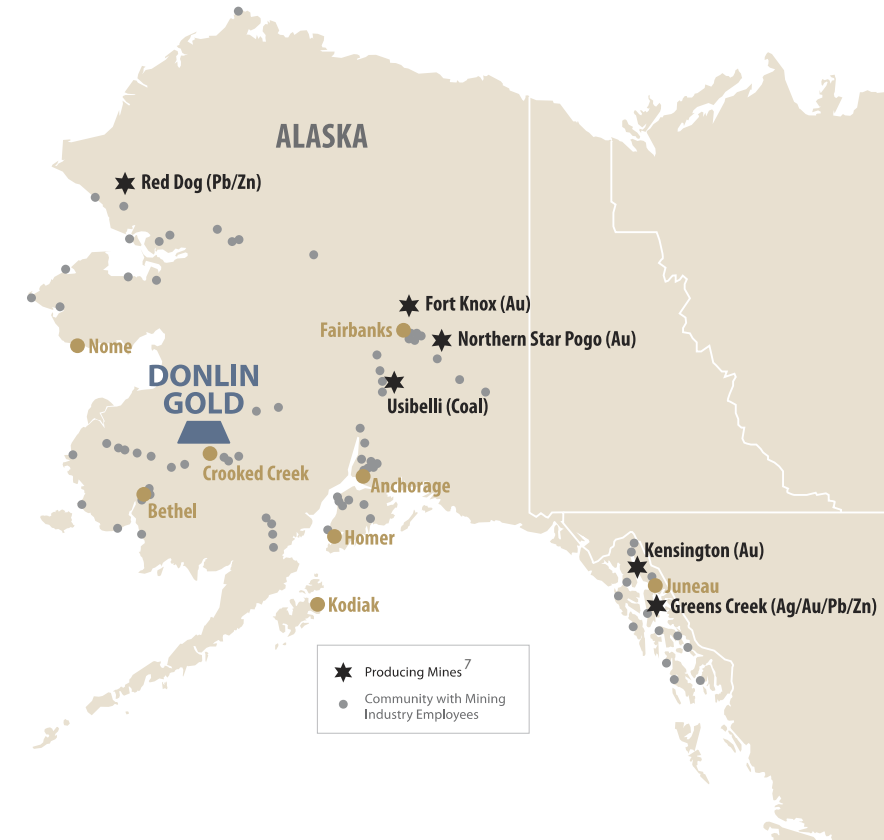 ALASKA
Red Dog (Pb/Zn)
Fort Knox (Au)
Fairbanks
Northern Star Pogo (Au)
Nome
DONLIN
GOLD
Usibelli (Coal)
Crooked Creek
Anchorage
Bethel
Homer
Kensington (Au)
Juneau
Greens Creek (Ag/Au/Pb/Zn)
Kodiak
Producing Mines 7
Community with Mining
Industry Employees